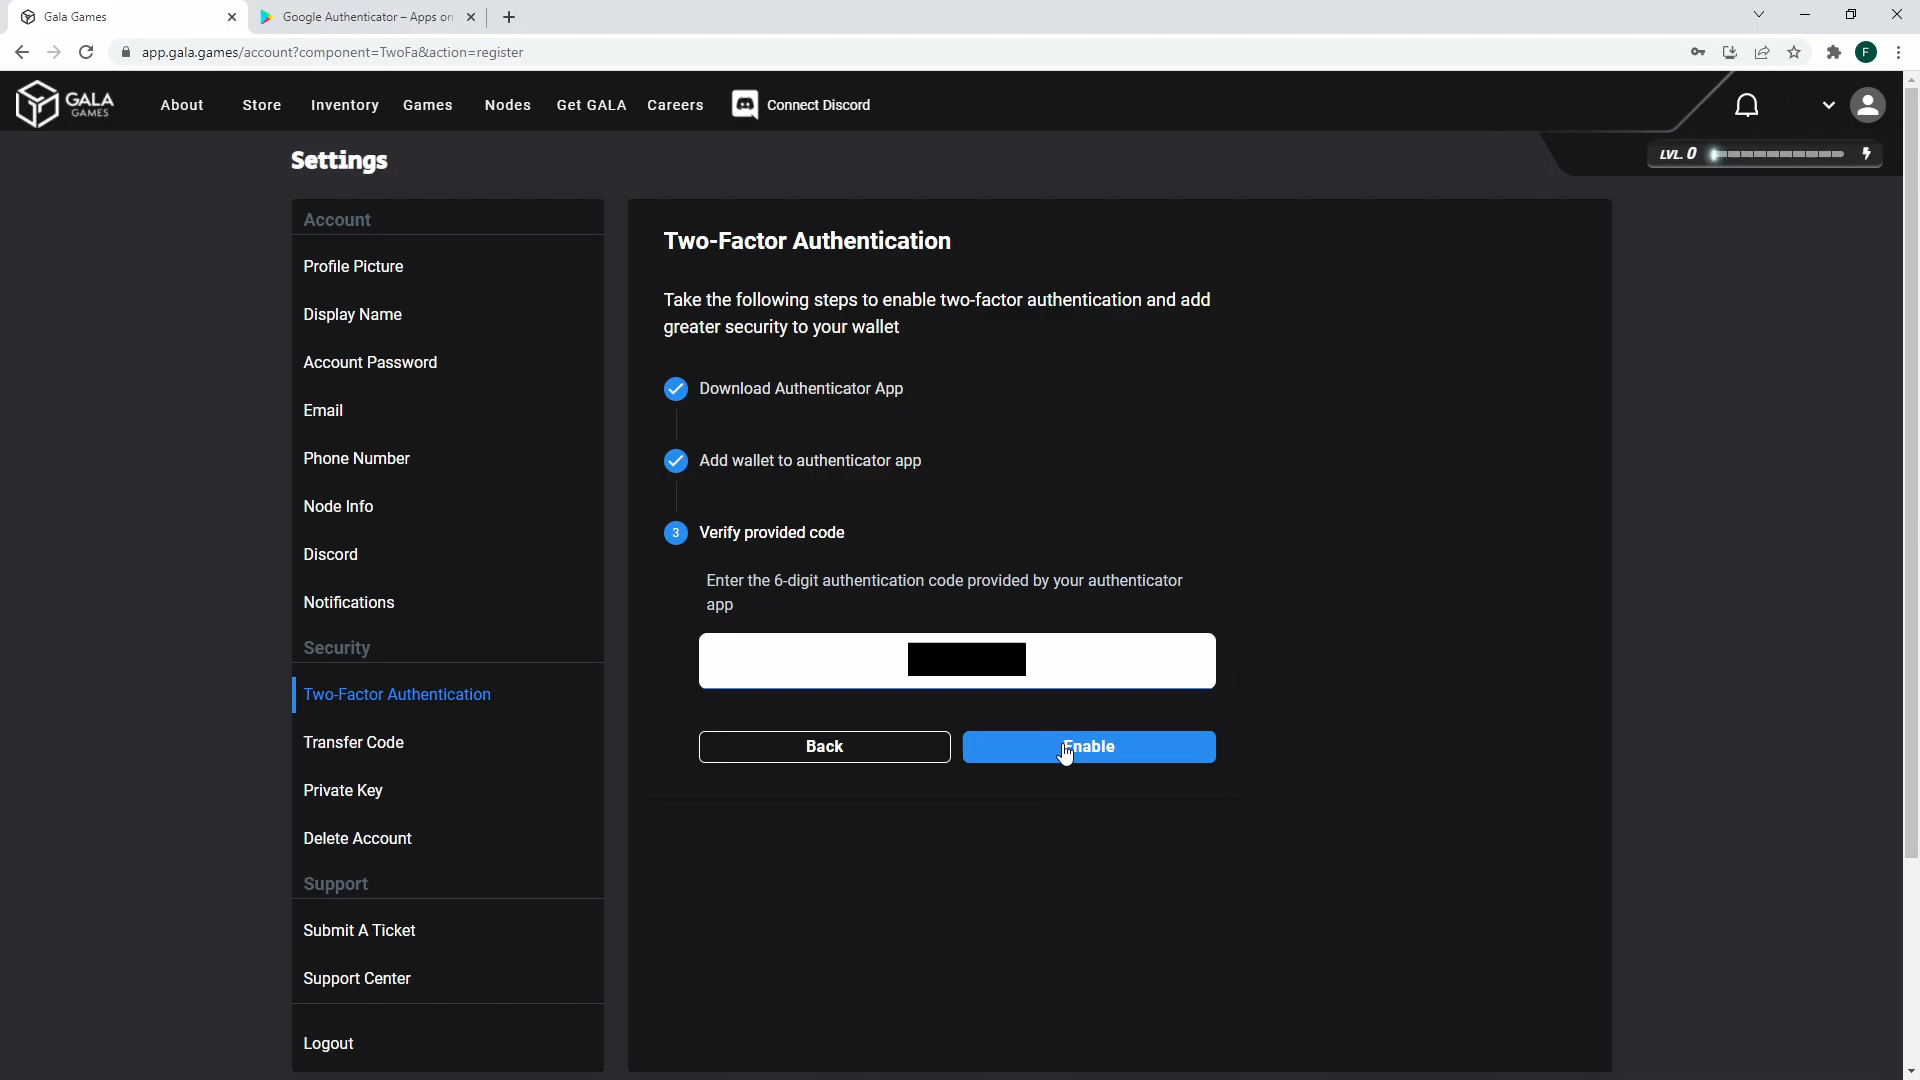 Gala Games
Google Authenticator – Apps on
app.gala.games/account?component=TwoFa&action=register
F
GALA
GAMES
About
Store
Inventory
Games
Nodes
Get GALA
Careers
Connect Discord
LVL. 0
Settings
Account
Profile Picture
Display Name
Account Password
Email
Phone Number
Node Info
Discord
Notifications
Security
Two-Factor Authentication
Transfer Code
Private Key
Delete Account
Support
Submit A Ticket
Support Center
Logout
Two-Factor Authentication
Take the following steps to enable two-factor authentication and add
greater security to your wallet
Download Authenticator App
Add wallet to authenticator app
3 Verify provided code
Enter the 6-digit authentication code provided by your authenticator
app
Back
Enable